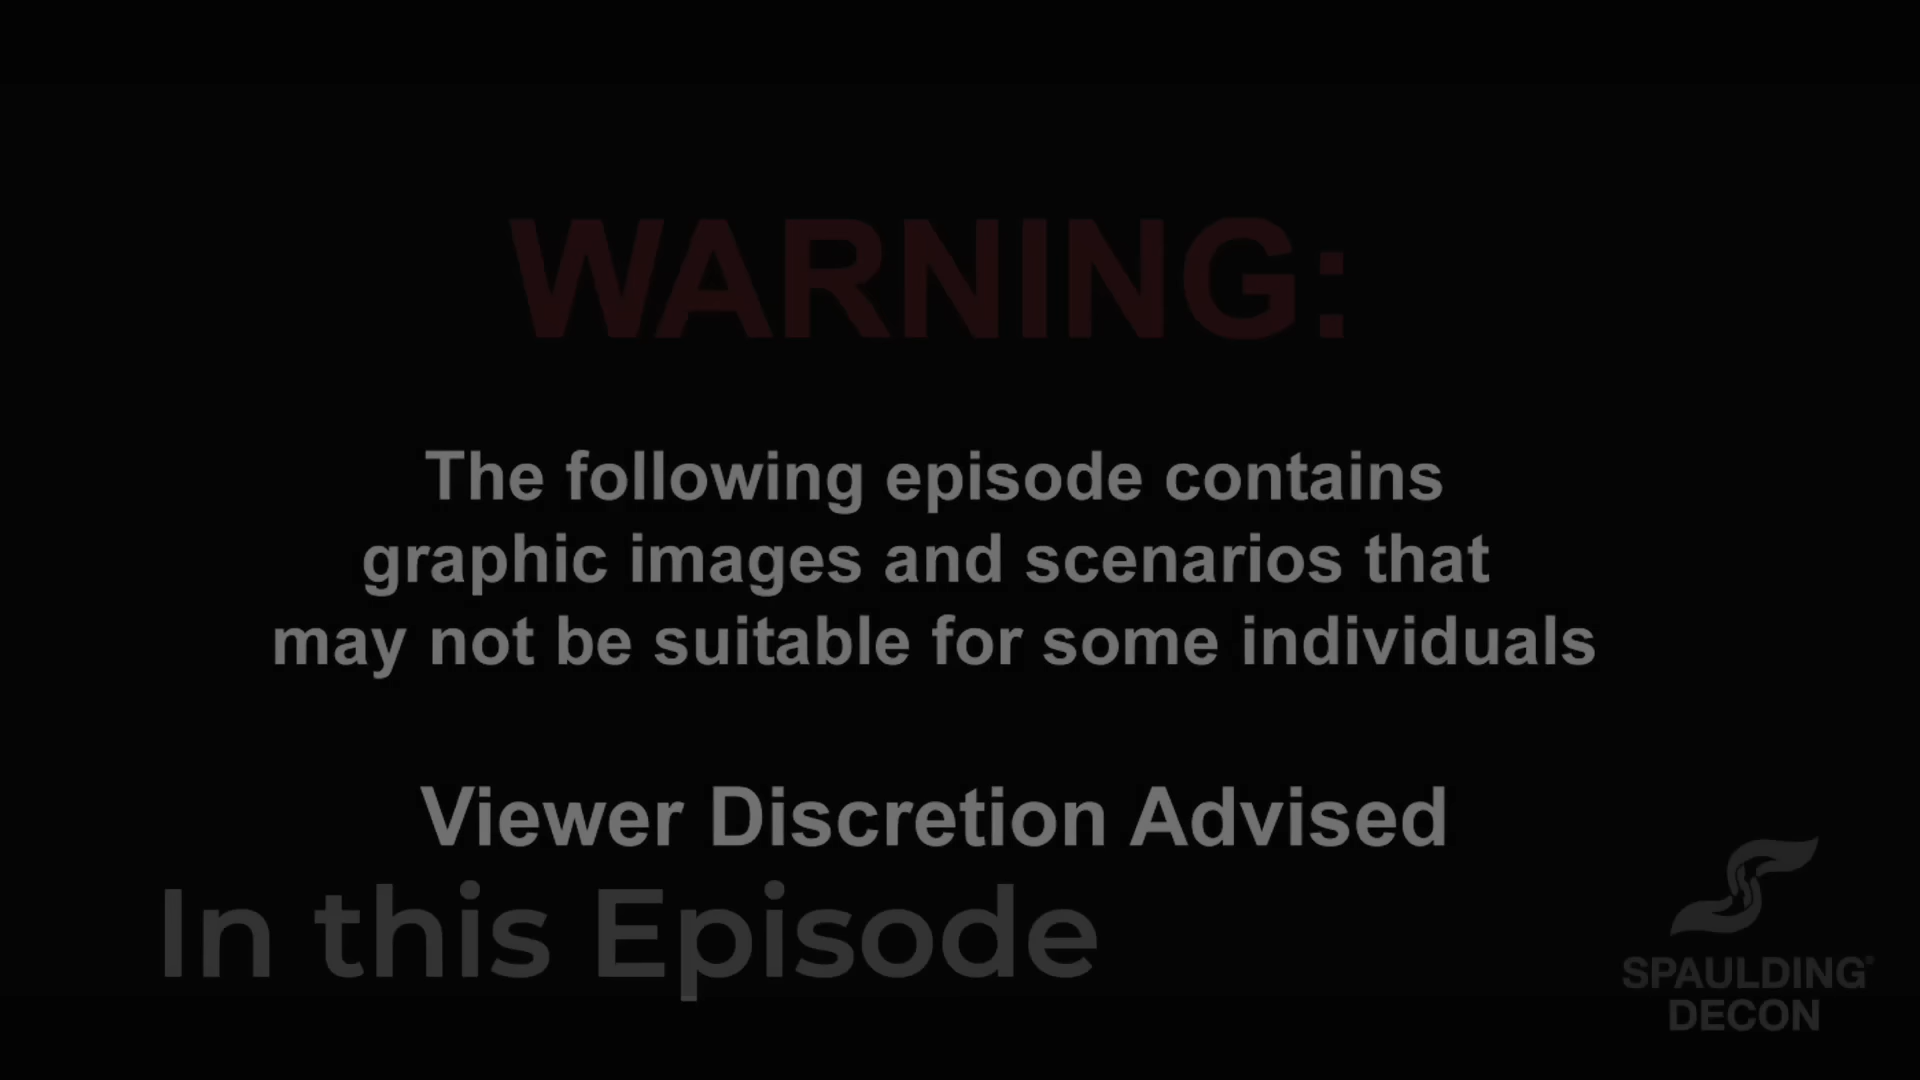 WARNING:
The following episode contains
graphic images and scenarios that
may not be suitable for some individuals
Viewer Discretion Advised
In this Episode
SPAULDING®
DECON